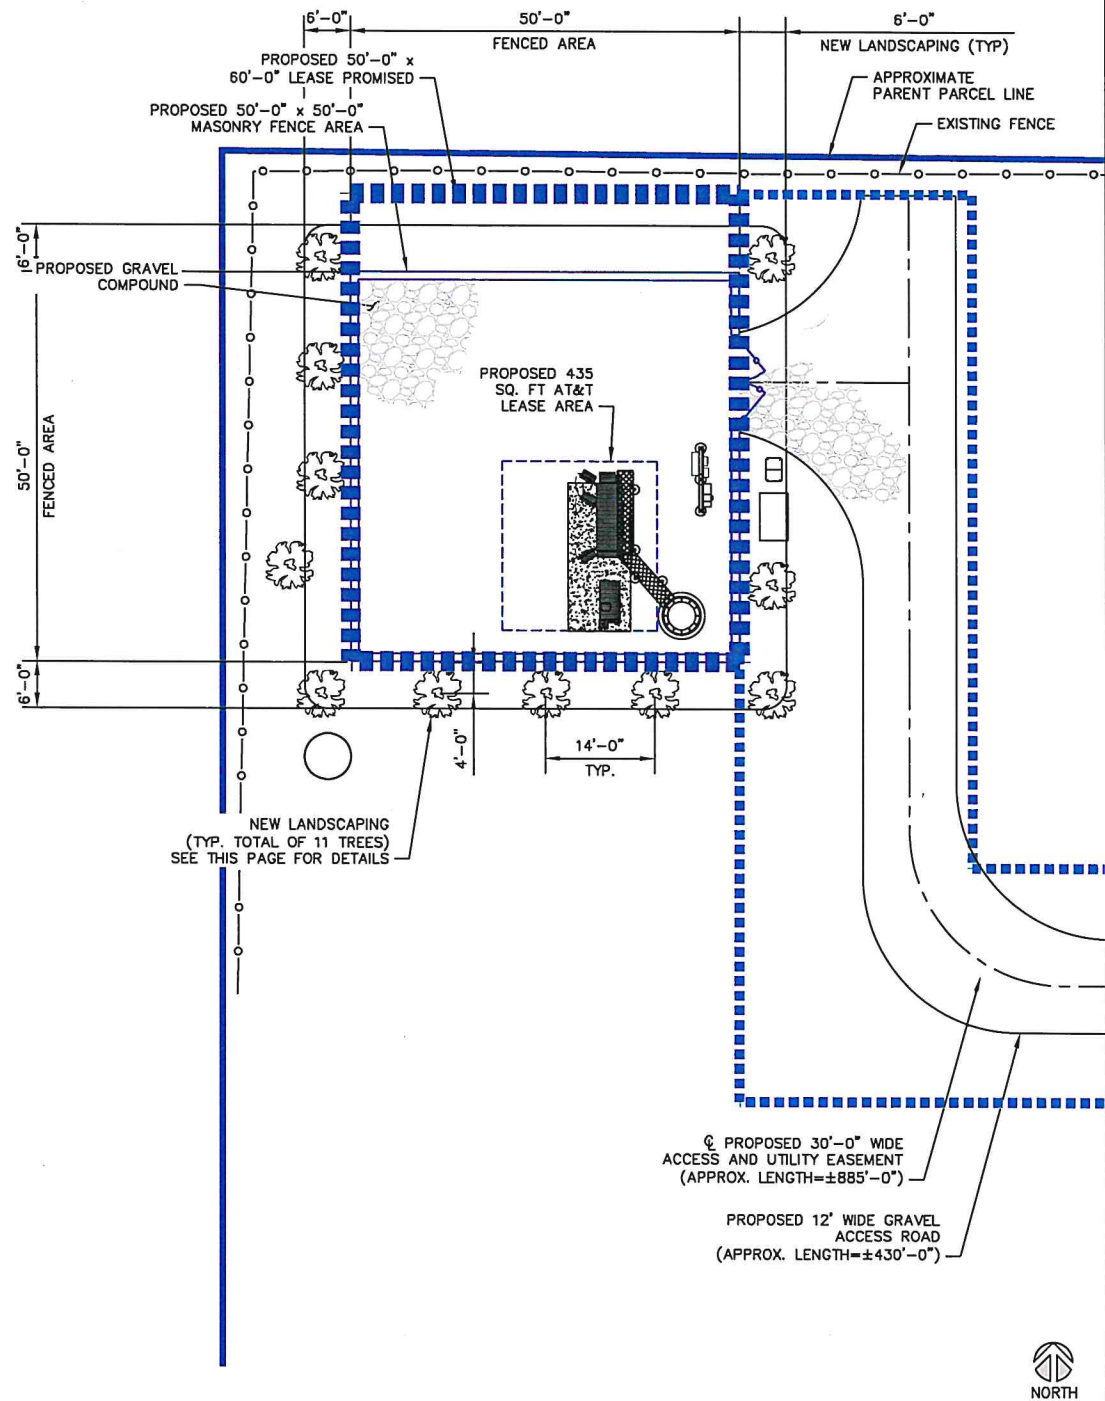 6'-0"
50'-0"
FENCED AREA
6'-0"
NEW LANDSCAPING (TYP)
PROPOSED 50'-0" x
60'-0" LEASE PROMISED
APPROXIMATE
PARENT PARCEL LINE
PROPOSED 50'-0" x 50'-0"
MASONRY FENCE AREA
EXISTING FENCE
6'-0"
PROPOSED GRAVEL
COMPOUND
PROPOSED 435
SQ. FT AT&T
LEASE AREA
50'-0"
FENCED AREA
6'-0"
4'-0"
14'-0"
TYP.
NEW LANDSCAPING
(TYP. TOTAL OF 11 TREES)
SEE THIS PAGE FOR DETAILS
℄ PROPOSED 30'-0" WIDE
ACCESS AND UTILITY EASEMENT
(APPROX. LENGTH=±885'-0")
PROPOSED 12' WIDE GRAVEL
ACCESS ROAD
(APPROX. LENGTH=±430'-0")
NORTH